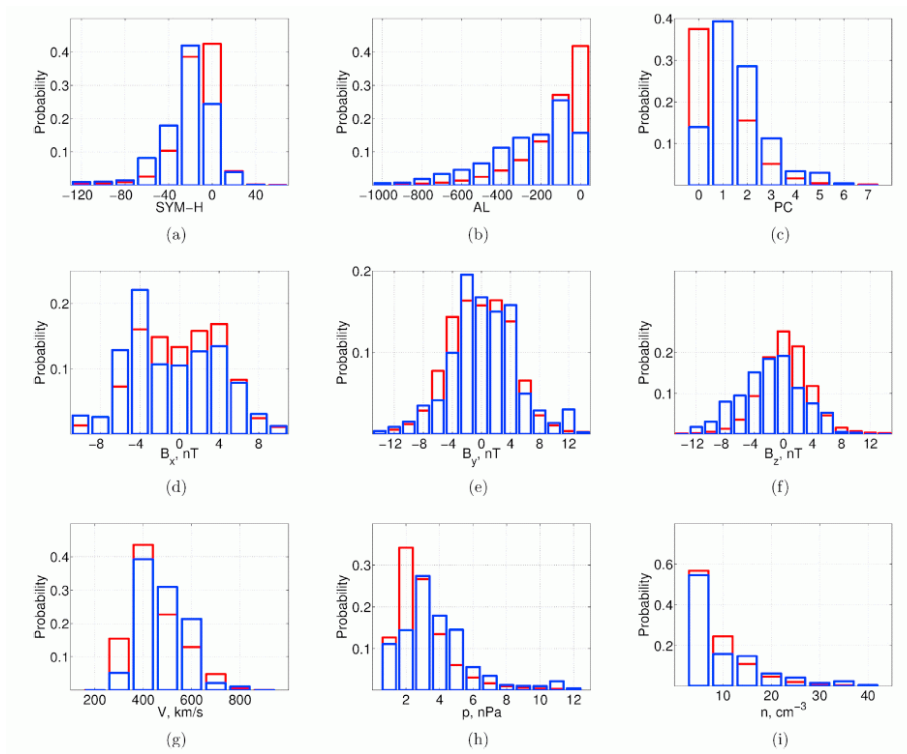 0.4
0.3
0.2
0.1
Probability
−120 −80 −40 0 40
SYM−H
(a)
0.4
0.3
0.2
0.1
Probability
−1000 −800 −600 −400 −200 0
AL
(b)
0.4
0.3
0.2
0.1
Probability
0 1 2 3 4 5 6 7
PC
(c)
0.2
0.1
Probability
−8 −4 0 4 8
Bx, nT
(d)
0.2
0.1
Probability
−12 −8 −4 0 4 8 12
By, nT
(e)
0.2
0.1
Probability
−12 −8 −4 0 4 8 12
Bz, nT
(f)
0.4
0.3
0.2
0.1
Probability
200 400 600 800
V, km/s
(g)
0.4
0.3
0.2
0.1
Probability
2 4 6 8 10 12
p, nPa
(h)
0.6
0.4
0.2
Probability
10 20 30 40
n, cm−3
(i)